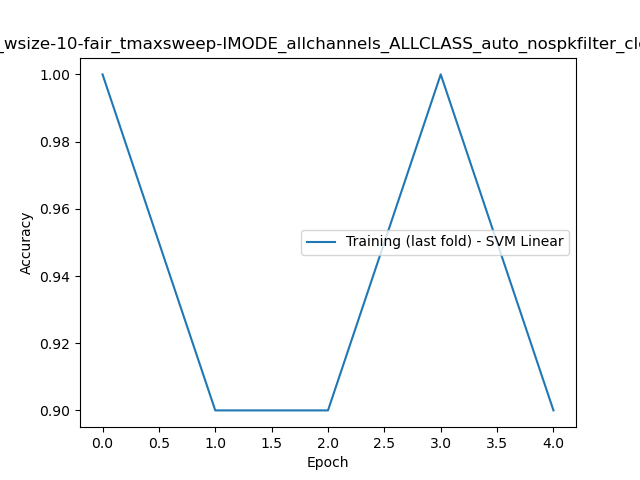 _wsize-10-fair_tmaxsweep-IMODE_allchannels_ALLCLASS_auto_nospkfilter_cle
1.00
0.98
0.96
0.94
0.92
0.90
Accuracy
Training (last fold) - SVM Linear
0.0 0.5 1.0 1.5 2.0 2.5 3.0 3.5 4.0
Epoch